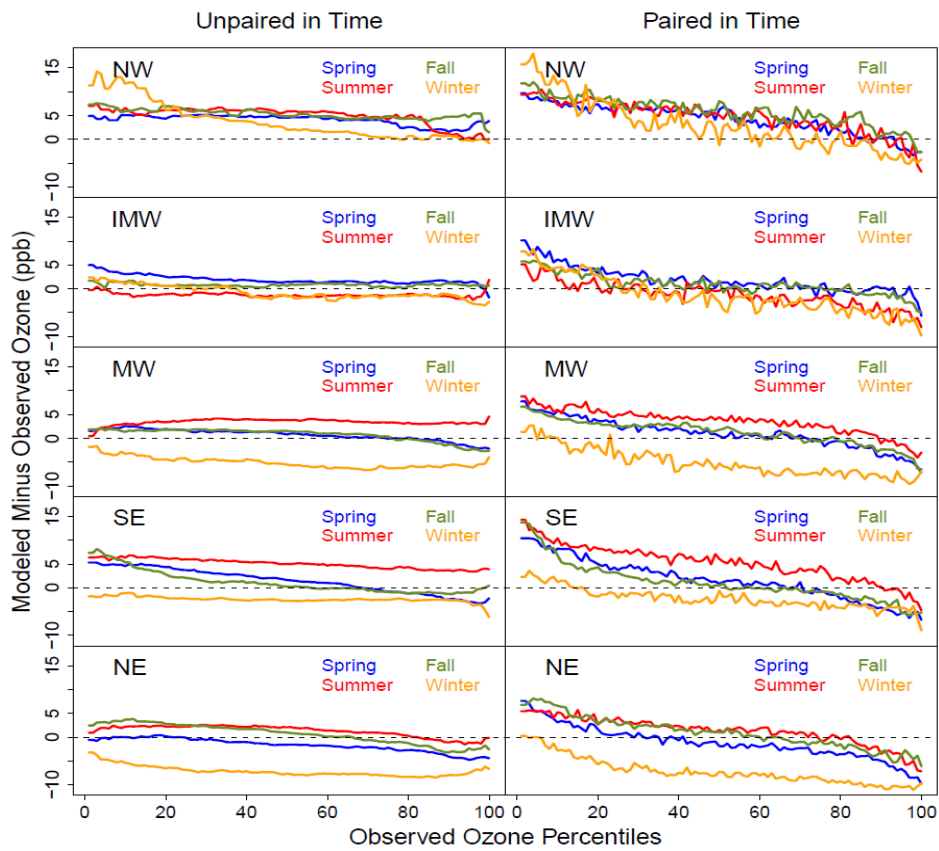 Unpaired in Time Paired in Time
NW Spring Fall NW Spring Fall
Summer Winter Summer Winter
15
5
0
−10
IMW Spring Fall IMW Spring Fall
Summer Winter Summer Winter
15
5
0
−10
MW Spring Fall MW Spring Fall
Summer Winter Summer Winter
15
5
0
−10
SE Spring Fall SE Spring Fall
Summer Winter Summer Winter
15
5
0
−10
NE Spring Fall NE Spring Fall
Summer Winter Summer Winter
15
5
0
−10
Modeled Minus Observed Ozone (ppb)
0 20 40 60 80 100 0 20 40 60 80 100
Observed Ozone Percentiles